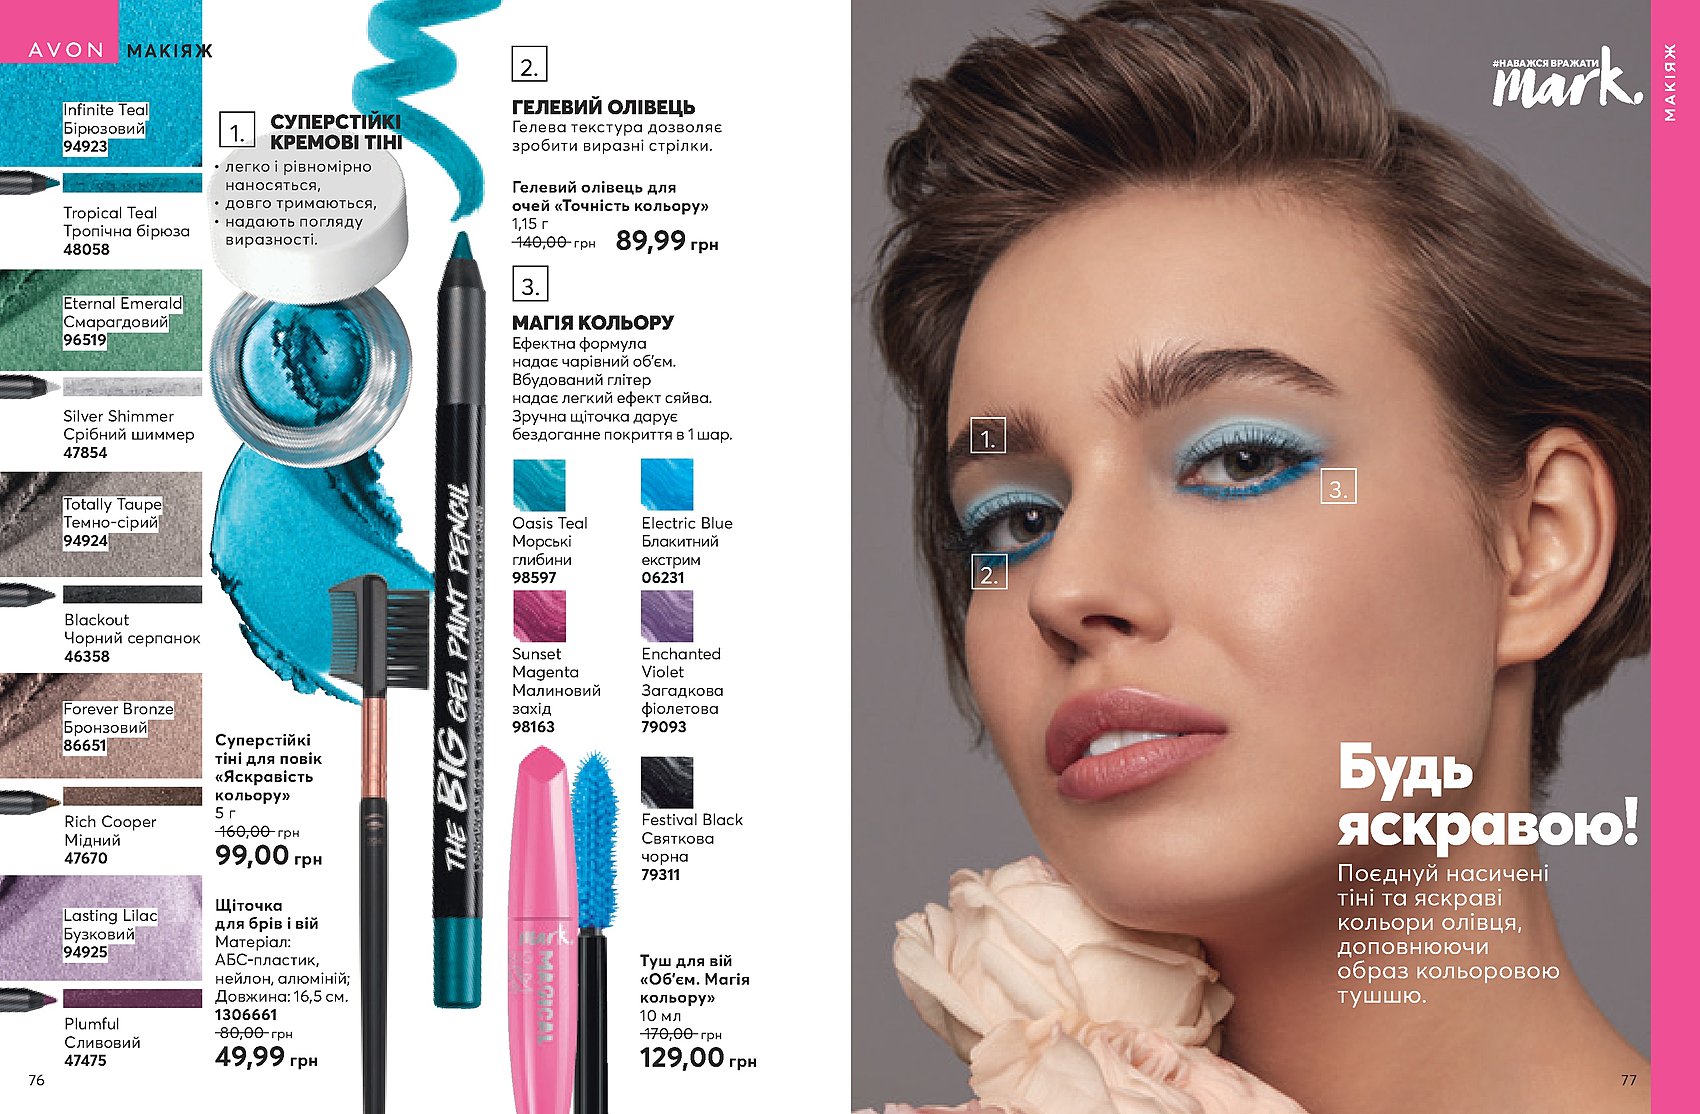 AVON МАКІЯЖ
Infinite Teal
Бірюзовий
94923
Tropical Teal
Тропічна бірюза
48058
Eternal Emerald
Смарагдовий
96519
Silver Shimmer
Срібний шиммер
47854
Totally Taupe
Темно-сірий
94924
Blackout
Чорний серпанок
46358
Forever Bronze
Бронзовий
86651
Rich Cooper
Мідний
47670
Lasting Lilac
Бузковий
94925
Plumful
Сливовий
47475
76
1.
СУПЕРСТІЙКІ
КРЕМОВІ ТІНІ
• легко і рівномірно
наносяться,
• довго тримаються,
• надають погляду
виразності.
Суперстійкі
тіні для повік
«Яскравість
кольору»
5 г
160,00 грн
99,00 грн
Щіточка
для брів і вій
Матеріал:
АБС-пластик,
нейлон, алюміній;
Довжина: 16,5 см.
1306661
80,00 грн
49,99 грн
THE BIG GEL PAINT PENCIL
2.
ГЕЛЕВИЙ ОЛІВЕЦЬ
Гелева текстура дозволяє
зробити виразні стрілки.
Гелевий олівець для
очей «Точність кольору»
1,15 г
140,00 грн 89,99 грн
3.
МАГІЯ КОЛЬОРУ
Ефектна формула
надає чарівний об'єм.
Вбудований глітер
надає легкий ефект сяйва.
Зручна щіточка дарує
бездоганне покриття в 1 шар.
Oasis Teal
Морські
глибини
98597
Electric Blue
Блакитний
екстрим
06231
Sunset
Magenta
Малиновий
захід
98163
Enchanted
Violet
Загадкова
фіолетова
79093
Festival Black
Святкова
чорна
79311
mark.
MAGICAL
Туш для вій
«Об'єм. Магія
кольору»
10 мл
170,00 грн
129,00 грн
#НАВАЖСЯ ВРАЖАТИ
mark.
МАКІЯЖ
1.
2.
3.
Будь
яскравою!
Поєднуй насичені
тіні та яскраві
кольори олівця,
доповнюючи
образ кольоровою
тушшю.
77